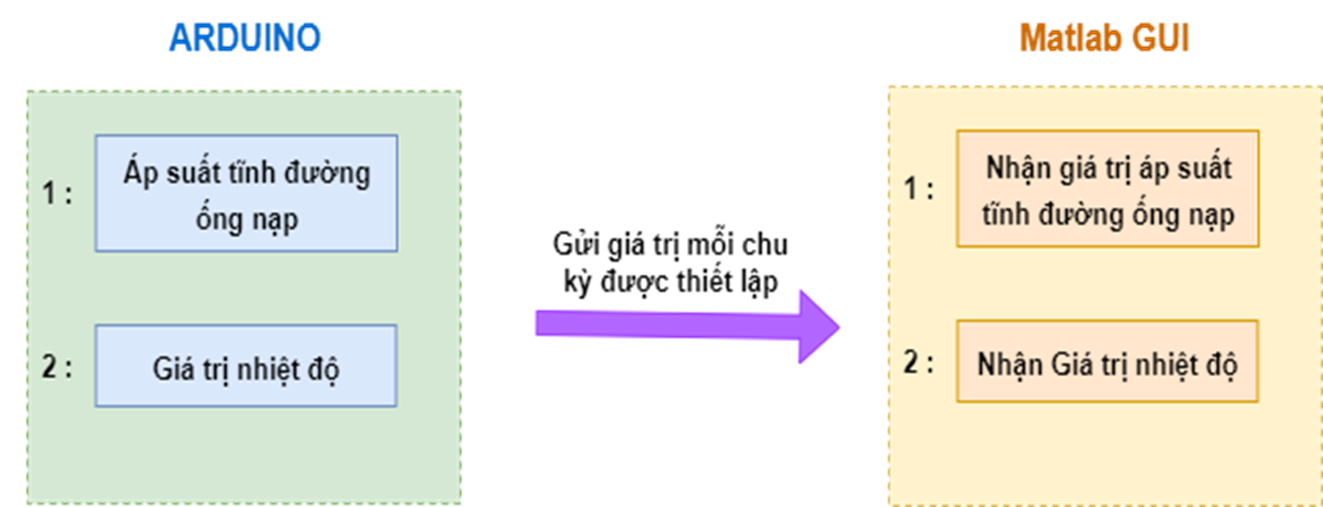 ARDUINO
1 :
Áp suất tĩnh đường
ống nạp
2 :
Giá trị nhiệt độ
Gửi giá trị mỗi chu
kỳ được thiết lập
Matlab GUI
1 :
Nhận giá trị áp suất
tĩnh đường ống nạp
2 :
Nhận Giá trị nhiệt độ